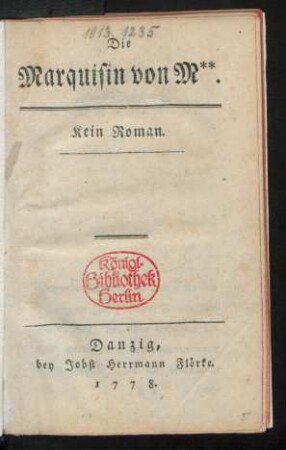 1913. 1235
Die
Marquisin von M**.
Kein Roman.
Königl.
Bibliothek
Berlin
Danzig,
bey Jobst Herrmann Flörke.
1778.